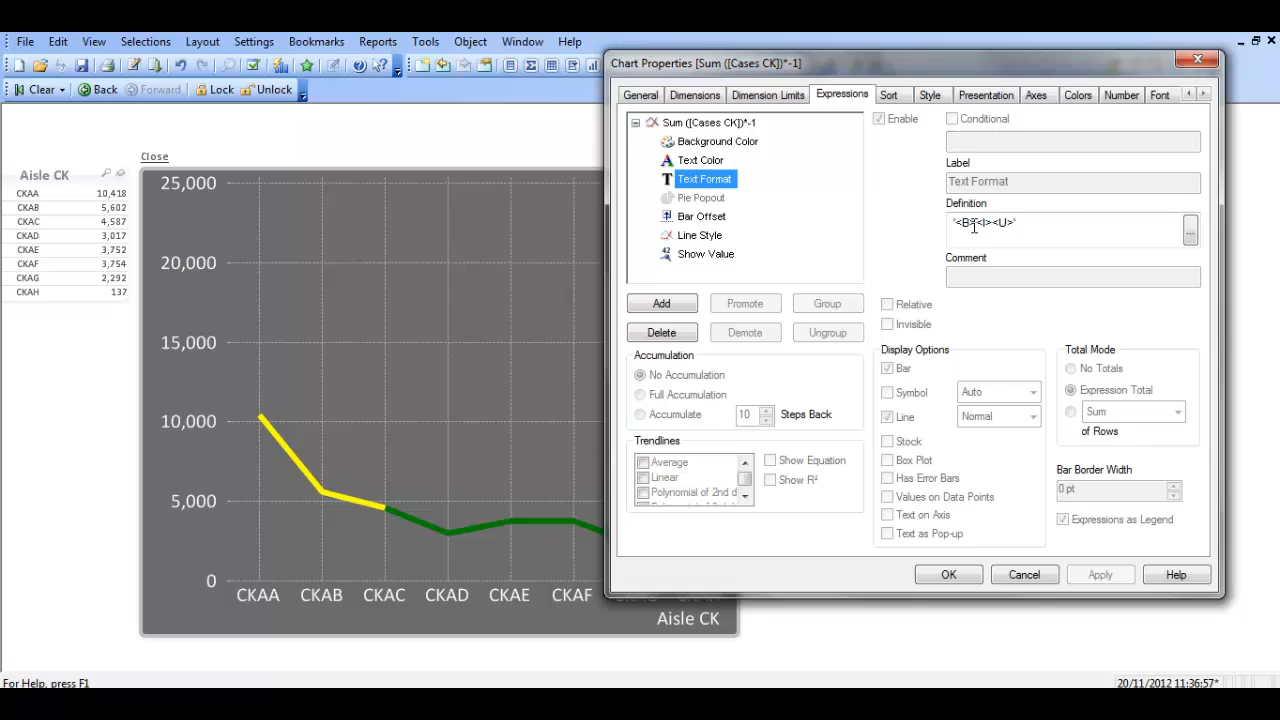 File Edit View Selections Layout Settings Bookmarks Reports Tools Object Window Help
Clear Back Forward Lock Unlock
Close
Aisle CK
CKAA 10,418
CKAB 5,602
CKAC 4,587
CKAD 3,017
CKAE 3,752
CKAF 3,754
CKAG 2,292
CKAH 137
25,000
20,000
15,000
10,000
5,000
0
CKAA CKAB CKAC CKAD CKAE CKAF
Aisle CK
Chart Properties [Sum ([Cases CK])*-1]
General Dimensions Dimension Limits Expressions Sort Style Presentation Axes Colors Number Font
Sum ([Cases CK])*-1
Background Color
Text Color
Text Format
Pie Popout
Bar Offset
Line Style
Show Value
Enable
Conditional
Label
Text Format
Definition
'<B><I><U>'
...
Comment
Add Promote Group
Delete Demote Ungroup
Accumulation
No Accumulation
Full Accumulation
Accumulate 10 Steps Back
Trendlines
Average
Linear
Polynomial of 2nd d
Show Equation
Show R²
Relative
Invisible
Display Options
Bar
Symbol Auto
Line Normal
Stock
Box Plot
Has Error Bars
Values on Data Points
Text on Axis
Text as Pop-up
Total Mode
No Totals
Expression Total
Sum
of Rows
Bar Border Width
0 pt
Expressions as Legend
OK Cancel Apply Help
For Help, press F1
20/11/2012 11:36:57*